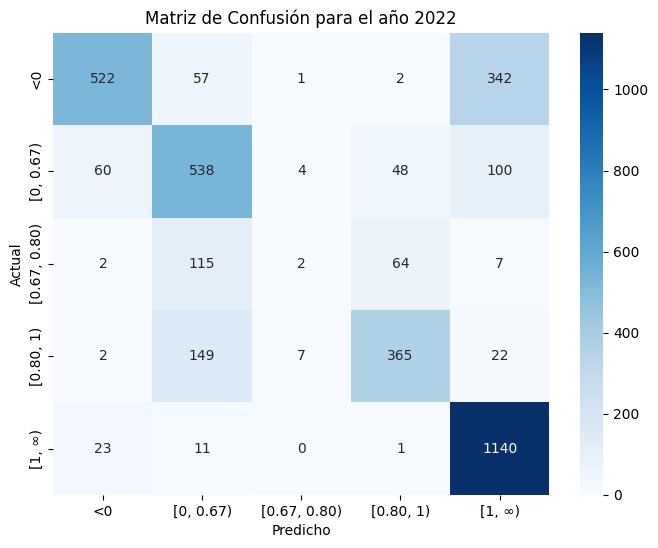 Matriz de Confusión para el año 2022
Actual
<0 522 57 1 2 342
[0, 0.67) 60 538 4 48 100
[0.67, 0.80) 2 115 2 64 7
[0.80, 1) 2 149 7 365 22
[1, ∞) 23 11 0 1 1140
<0 [0, 0.67) [0.67, 0.80) [0.80, 1) [1, ∞)
Predicho
1000
800
600
400
200
0